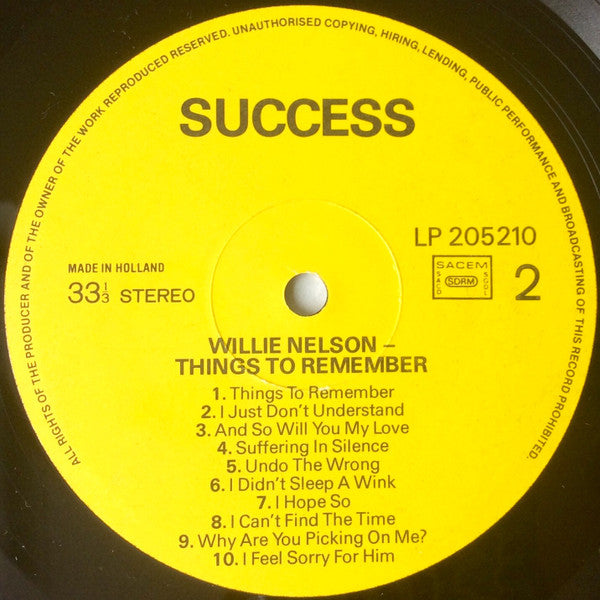 ALL RIGHTS OF THE PRODUCER AND OF THE OWNER OF THE WORK REPRODUCED RESERVED. UNAUTHORISED COPYING, HIRING, LENDING, PUBLIC PERFORMANCE AND BROADCASTING OF THIS RECORD PROHIBITED.
SUCCESS
LP 205210
MADE IN HOLLAND
33⅓ STEREO
SACEM
SACD SDRM SGDL
2
WILLIE NELSON –
THINGS TO REMEMBER
1. Things To Remember
2. I Just Don't Understand
3. And So Will You My Love
4. Suffering In Silence
5. Undo The Wrong
6. I Didn't Sleep A Wink
7. I Hope So
8. I Can't Find The Time
9. Why Are You Picking On Me?
10. I Feel Sorry For Him